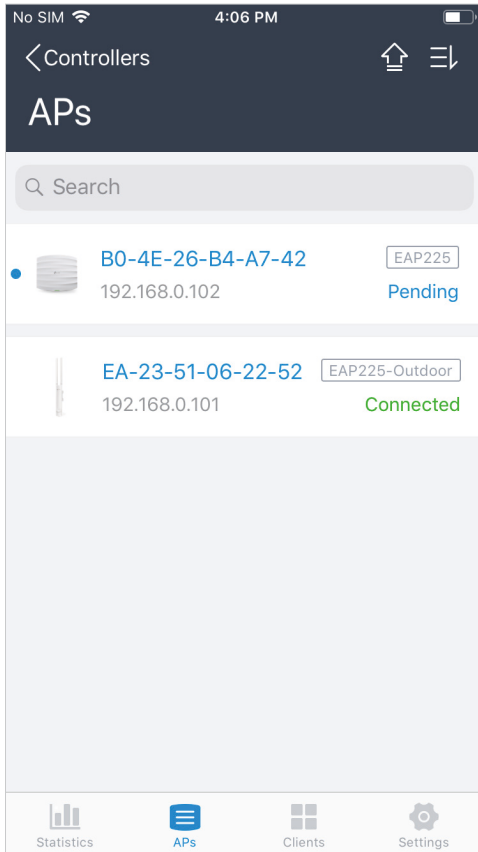 No SIM 4:06 PM
Controllers
APs
Search
B0-4E-26-B4-A7-42 EAP225
192.168.0.102 Pending
EA-23-51-06-22-52 EAP225-Outdoor
192.168.0.101 Connected
Statistics APs Clients Settings